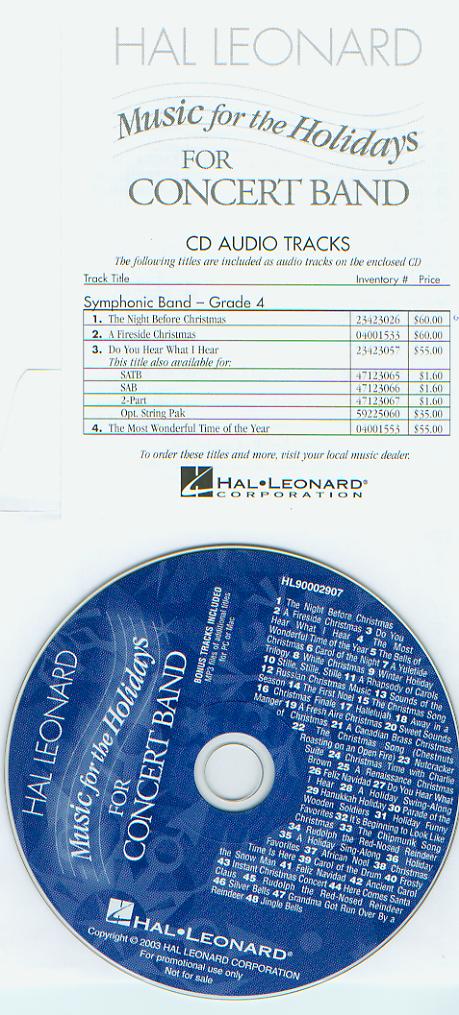 HAL LEONARD
Music for the Holidays
FOR
CONCERT BAND
CD AUDIO TRACKS
The following titles are included as audio tracks on the enclosed CD
Track Title Inventory # Price
Symphonic Band – Grade 4
1. The Night Before Christmas 23423026 $60.00
2. A Fireside Christmas 04001533 $60.00
3. Do You Hear What I Hear 23423057 $55.00
This title also available for:
SATB 47123065 $1.60
SAB 47123066 $1.60
2-Part 47123067 $1.60
Opt. String Pak 59225060 $35.00
4. The Most Wonderful Time of the Year 04001553 $55.00
To order these titles and more, visit your local music dealer.
HAL•LEONARD®
CORPORATION
HAL LEONARD
Music for the Holidays
FOR
CONCERT BAND
BONUS TRACKS INCLUDED
MP3 files of additional titles
for PC or Mac
HL90002907
1 The Night Before Christmas
2 A Fireside Christmas 3 Do You
Hear What I Hear 4 The Most
Wonderful Time of the Year 5 The Bells of
Christmas 6 Carol of the Night 7 A Yuletide
Trilogy 8 White Christmas 9 Winter Holiday
10 Stille, Stille, Stille 11 A Rhapsody of Carols
12 Russian Christmas Music 13 Sounds of the
Season 14 The First Noel 15 The Christmas Song
16 Christmas Finale 17 Hallelujah 18 Away in a
Manger 19 A Fresh Aire Christmas 20 Sweet Sounds
of Christmas 21 A Canadian Brass Christmas
22 The Christmas Song (Chestnuts
Roasting on an Open Fire) 23 Nutcracker
Suite 24 Christmas Time with Charlie
Brown 25 A Renaissance Christmas
26 Feliz Navidad 27 Do You Hear What
I Hear 28 A Holiday Swing-Along
29 Hanukkah Holiday 30 Parade of the
Wooden Soldiers 31 Holiday Funny
Favorites 32 It's Beginning to Look Like
Christmas 33 The Chipmunk Song
34 Rudolph the Red-Nosed Reindeer
35 A Holiday Sing-Along 36 Holiday
Favorites 37 African Noel 38 Christmas
Time Is Here 39 Carol of the Drum 40 Frosty
the Snow Man 41 Feliz Navidad 42 Ancient Carol
43 Instant Christmas Concert 44 Here Comes Santa
Claus 45 Rudolph the Red-Nosed Reindeer
46 Silver Bells 47 Grandma Got Run Over By a
Reindeer 48 Jingle Bells
HAL•LEONARD®
Copyright © 2003 HAL LEONARD CORPORATION
For promotional use only
Not for sale